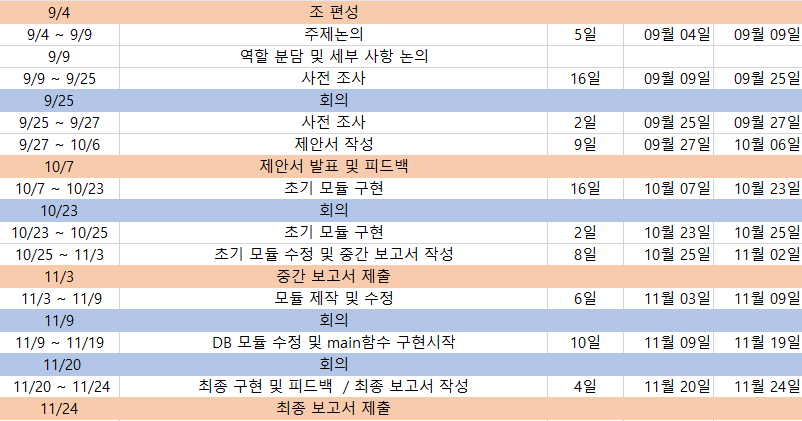 9/4 조 편성
9/4 ~ 9/9 주제논의 5일 09월 04일 09월 09일
9/9 역할 분담 및 세부 사항 논의
9/9 ~ 9/25 사전 조사 16일 09월 09일 09월 25일
9/25 회의
9/25 ~ 9/27 사전 조사 2일 09월 25일 09월 27일
9/27 ~ 10/6 제안서 작성 9일 09월 27일 10월 06일
10/7 제안서 발표 및 피드백
10/7 ~ 10/23 초기 모듈 구현 16일 10월 07일 10월 23일
10/23 회의
10/23 ~ 10/25 초기 모듈 구현 2일 10월 23일 10월 25일
10/25 ~ 11/3 초기 모듈 수정 및 중간 보고서 작성 8일 10월 25일 11월 02일
11/3 중간 보고서 제출
11/3 ~ 11/9 모듈 제작 및 수정 6일 11월 03일 11월 09일
11/9 회의
11/9 ~ 11/19 DB 모듈 수정 및 main함수 구현시작 10일 11월 09일 11월 19일
11/20 회의
11/20 ~ 11/24 최종 구현 및 피드백 / 최종 보고서 작성 4일 11월 20일 11월 24일
11/24 최종 보고서 제출